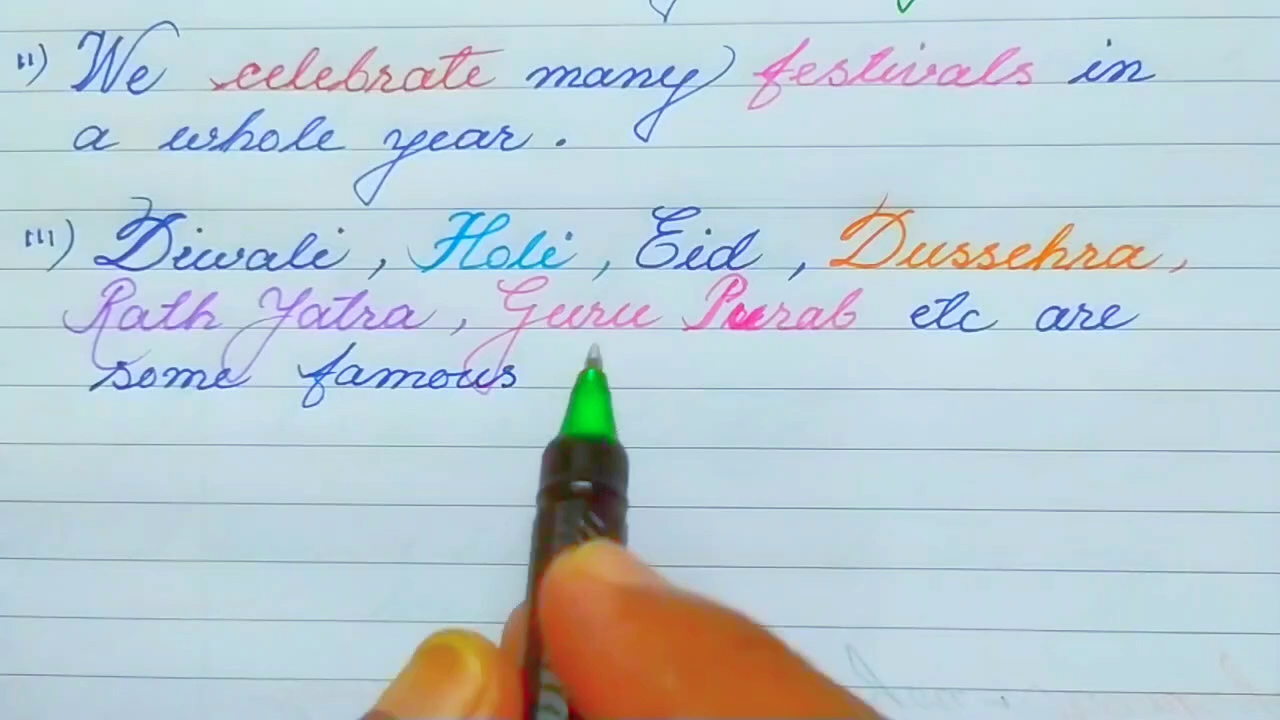 ii) We celebrate many festivals in
a whole year.
iii) Diwali, Holi, Eid, Dussehra,
Rath Yatra, Guru Purab etc are
some famous